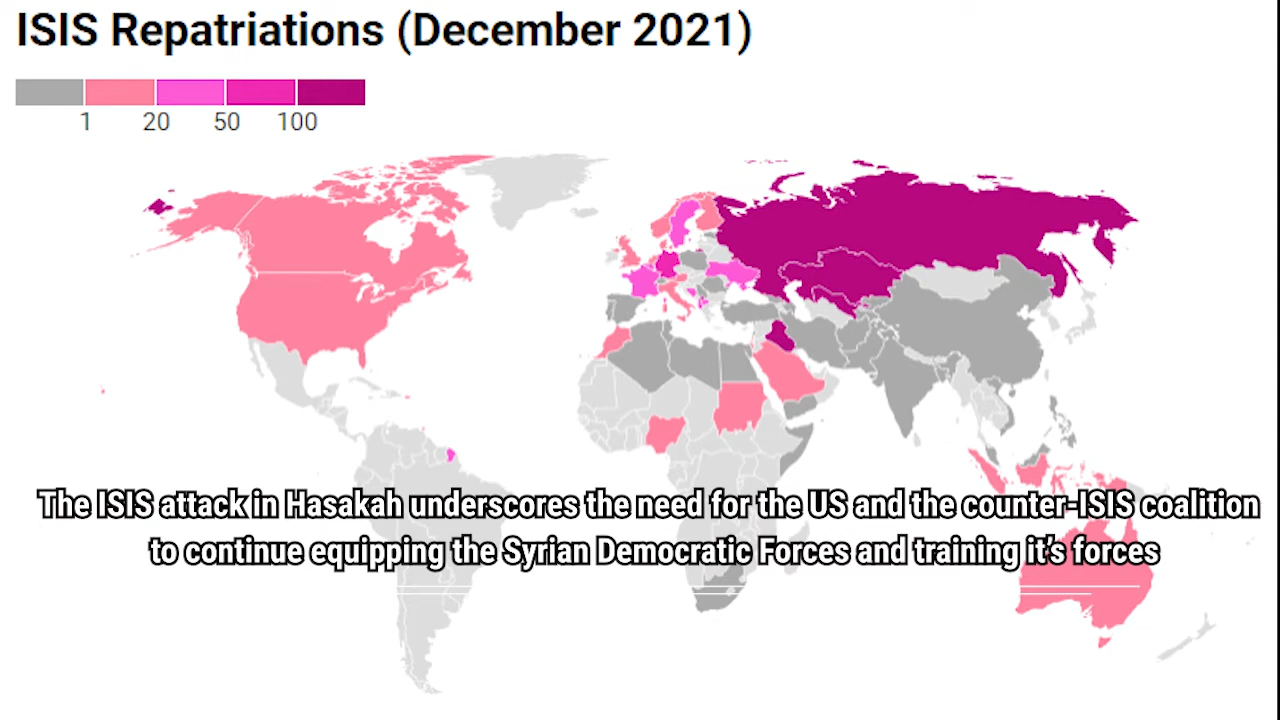 ISIS Repatriations (December 2021)
1 20 50 100
The ISIS attack in Hasakah underscores the need for the US and the counter-ISIS coalition
to continue equipping the Syrian Democratic Forces and training it's forces